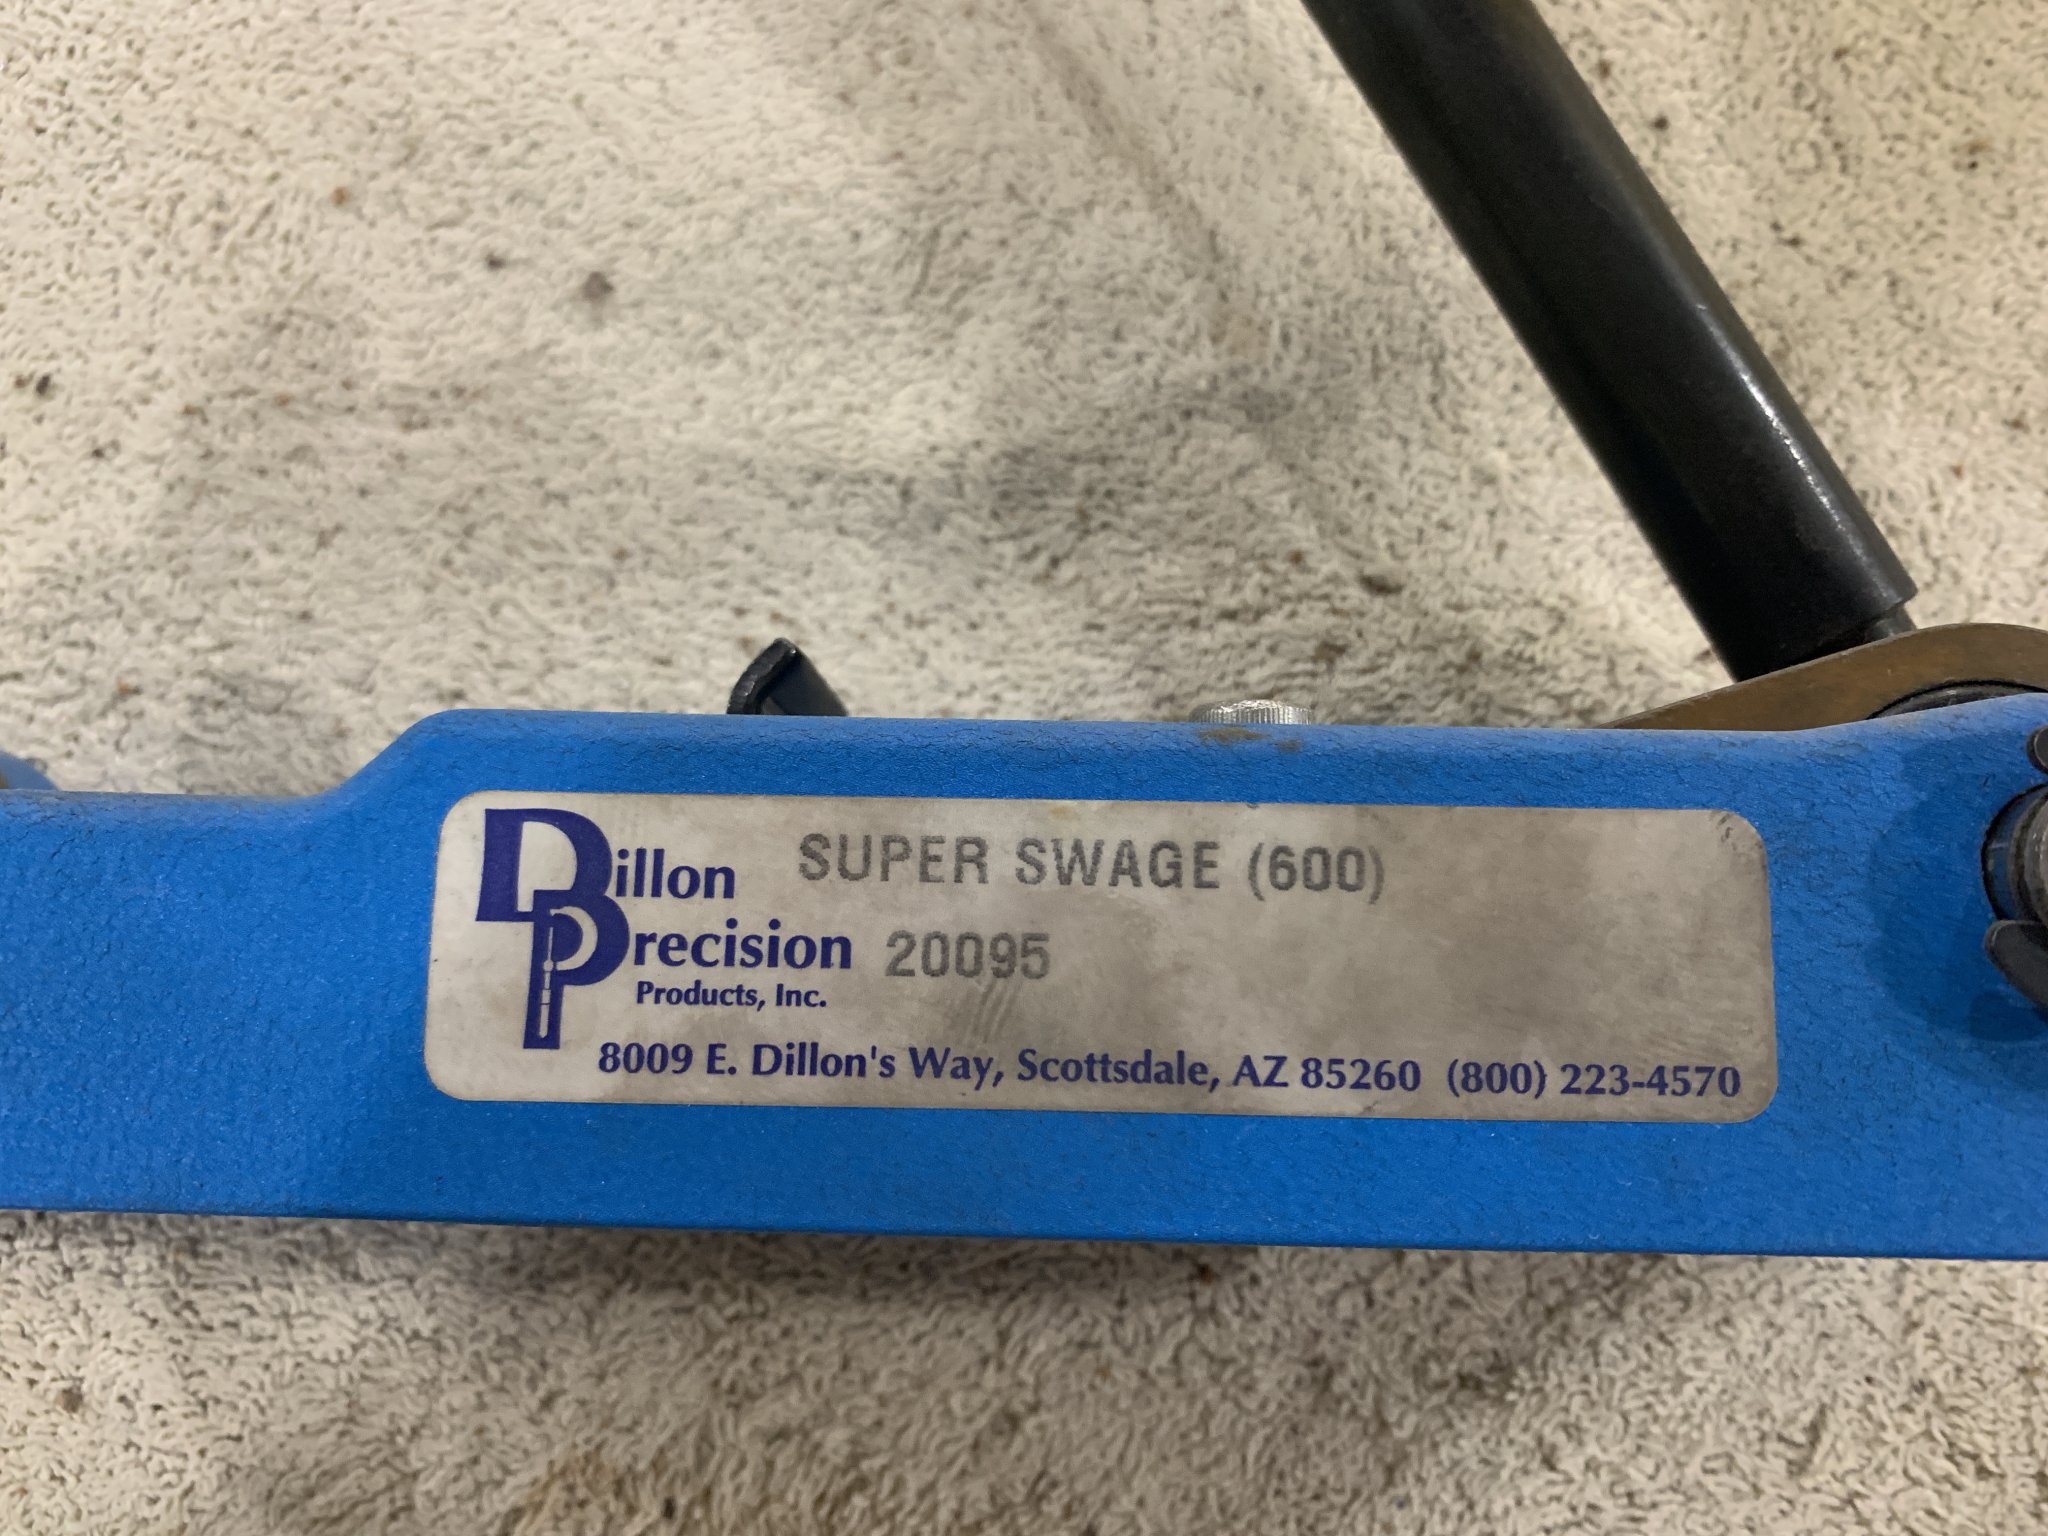 Dillon SUPER SWAGE (600)
Precision 20095
Products, Inc.
8009 E. Dillon's Way, Scottsdale, AZ 85260 (800) 223-4570